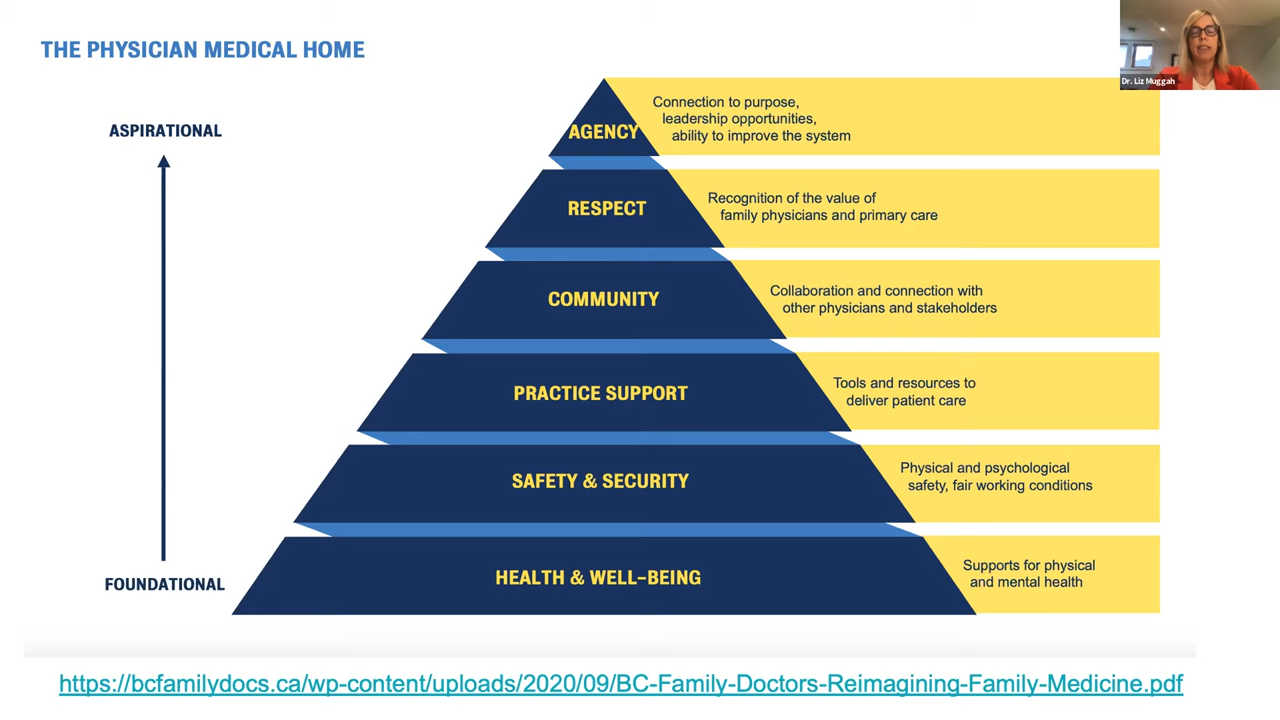 THE PHYSICIAN MEDICAL HOME
Dr. Liz Muggah
ASPIRATIONAL
AGENCY
Connection to purpose,
leadership opportunities,
ability to improve the system
RESPECT
Recognition of the value of
family physicians and primary care
COMMUNITY
Collaboration and connection with
other physicians and stakeholders
PRACTICE SUPPORT
Tools and resources to
deliver patient care
SAFETY & SECURITY
Physical and psychological
safety, fair working conditions
FOUNDATIONAL
HEALTH & WELL-BEING
Supports for physical
and mental health
https://bcfamilydocs.ca/wp-content/uploads/2020/09/BC-Family-Doctors-Reimagining-Family-Medicine.pdf